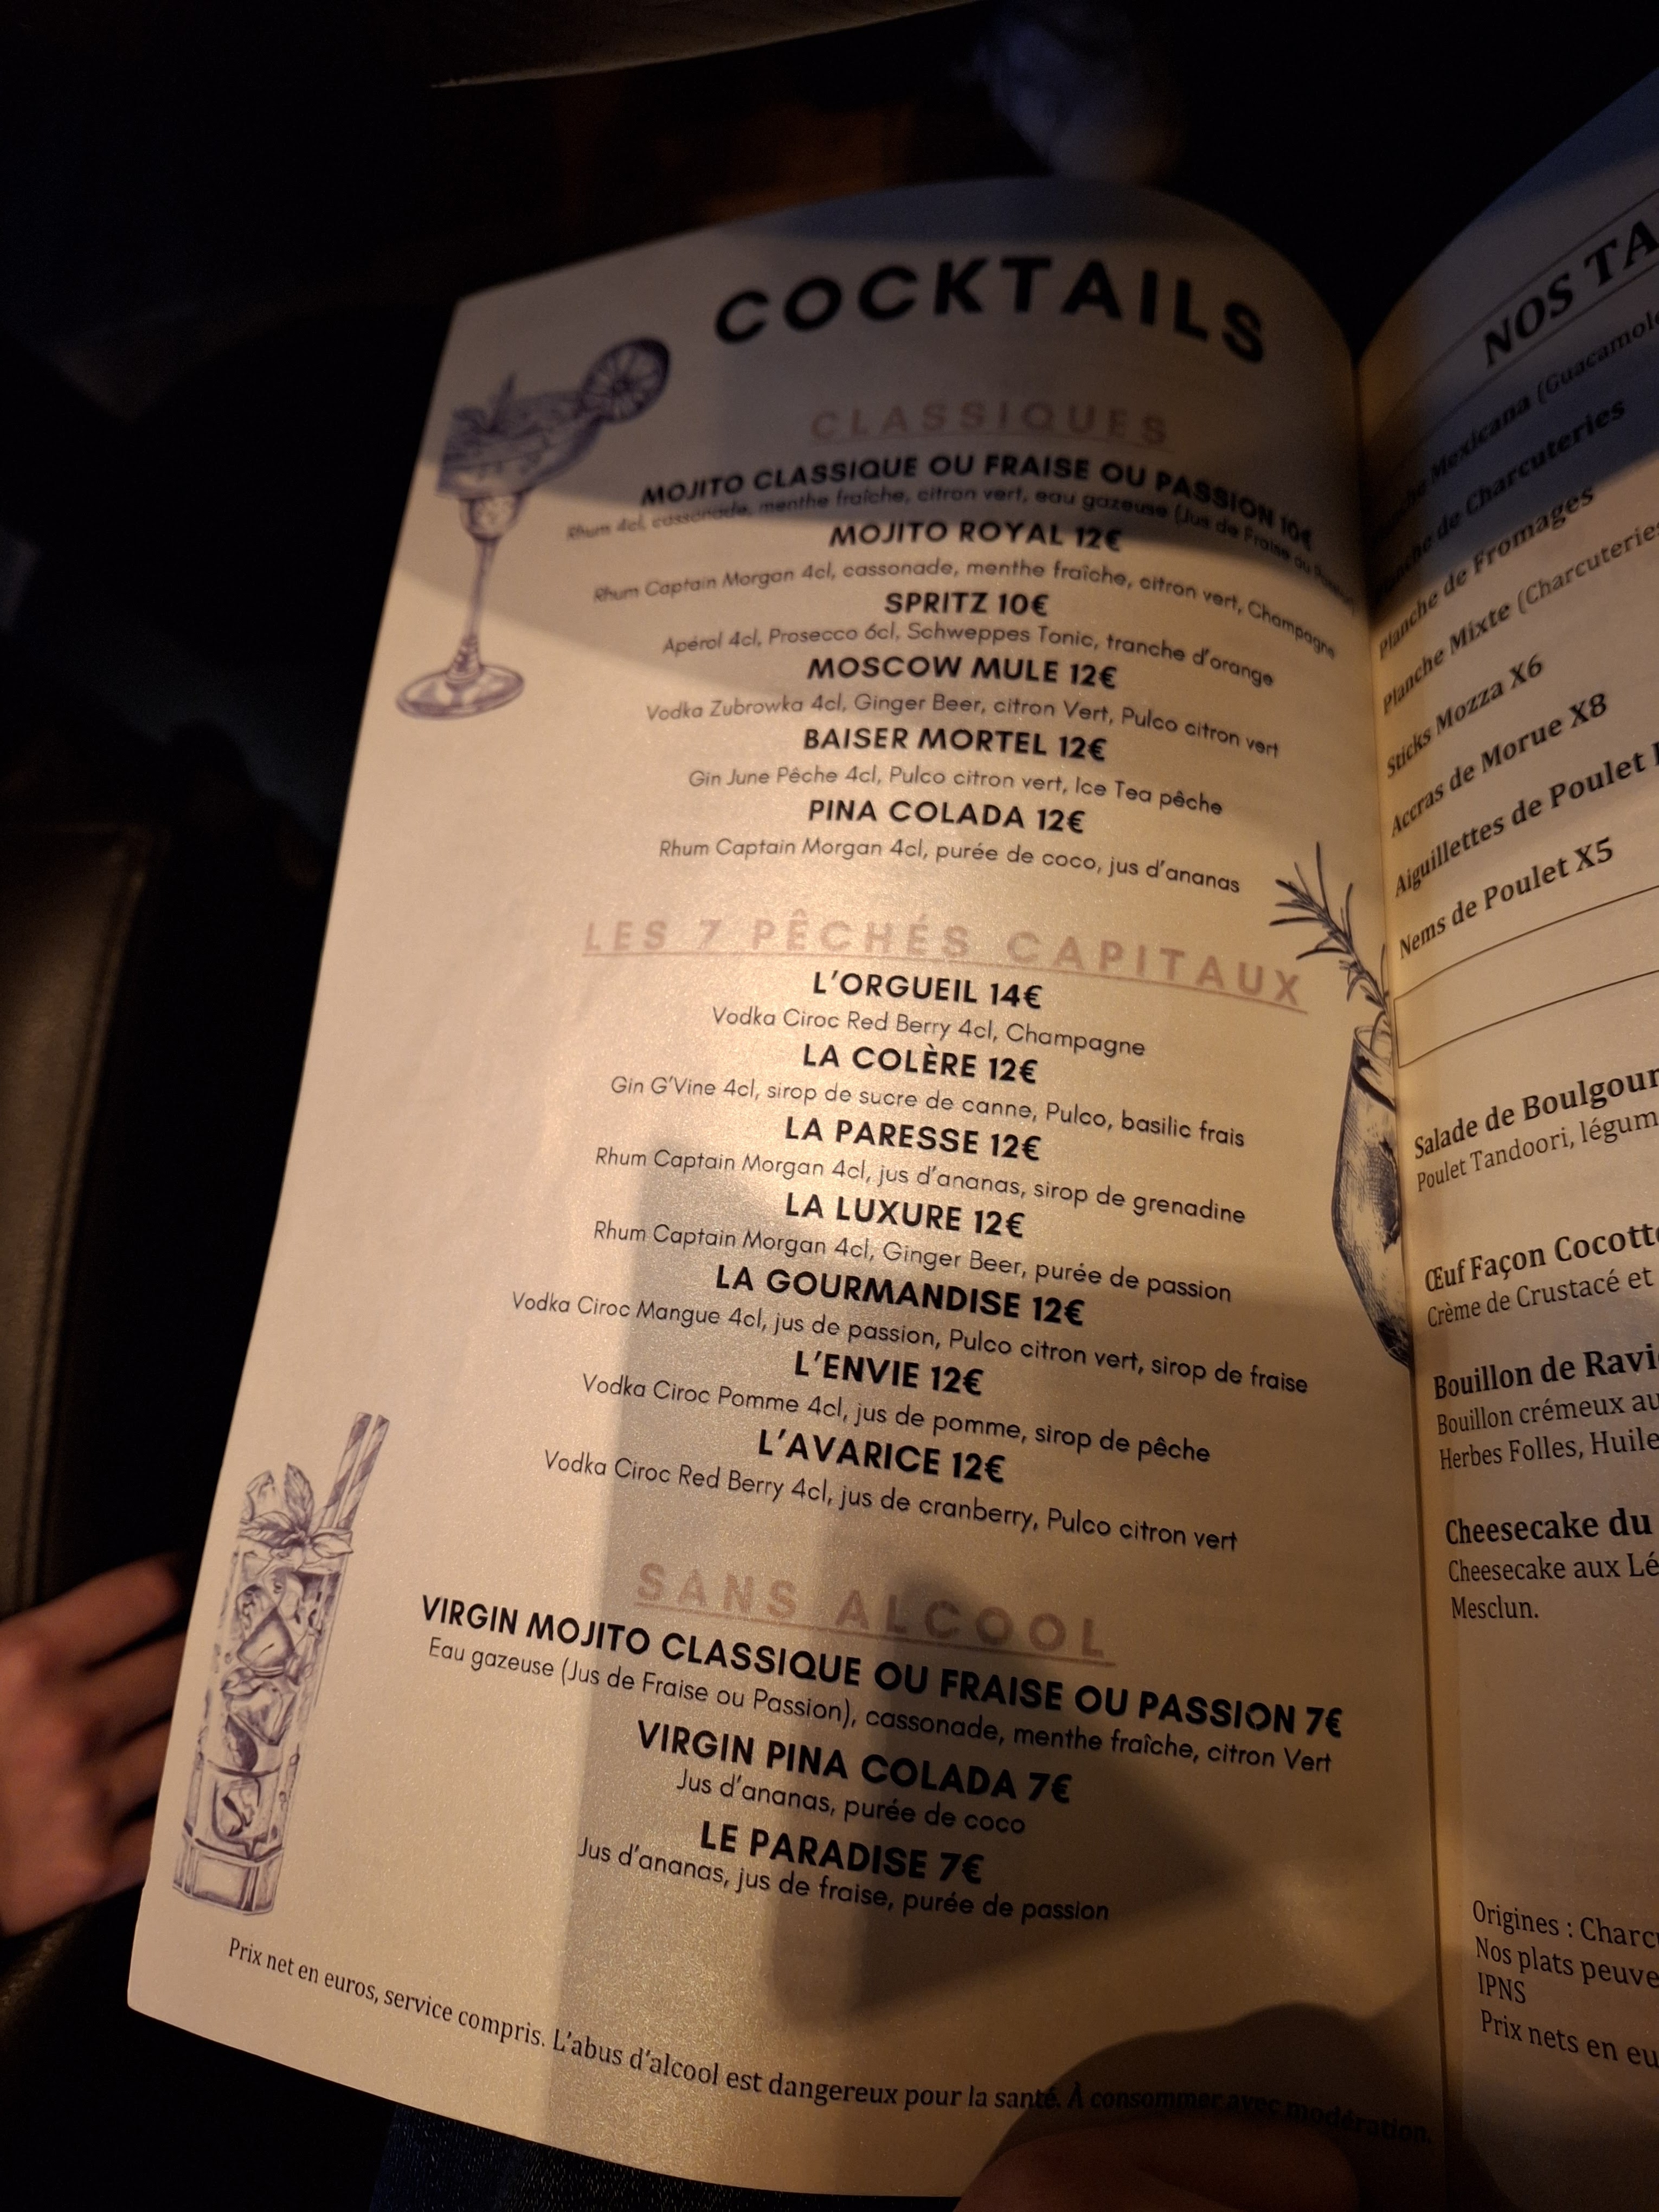 COCKTAILS
CLASSIQUES
MOJITO CLASSIQUE OU FRAISE OU PASSION 10€
Rhum 4cl, cassonade, menthe fraîche, citron vert, eau gazeuse (Jus de Fraise ou Passion)
MOJITO ROYAL 12€
Rhum Captain Morgan 4cl, cassonade, menthe fraîche, citron vert, Champagne
SPRITZ 10€
Apérol 4cl, Prosecco 6cl, Schweppes Tonic, tranche d'orange
MOSCOW MULE 12€
Vodka Zubrowka 4cl, Ginger Beer, citron Vert, Pulco citron vert
BAISER MORTEL 12€
Gin June Pêche 4cl, Pulco citron vert, Ice Tea pêche
PINA COLADA 12€
Rhum Captain Morgan 4cl, purée de coco, jus d'ananas
LES 7 PÊCHÉS CAPITAUX
L'ORGUEIL 14€
Vodka Ciroc Red Berry 4cl, Champagne
LA COLÈRE 12€
Gin G'Vine 4cl, sirop de sucre de canne, Pulco, basilic frais
LA PARESSE 12€
Rhum Captain Morgan 4cl, jus d'ananas, sirop de grenadine
LA LUXURE 12€
Rhum Captain Morgan 4cl, Ginger Beer, purée de passion
LA GOURMANDISE 12€
Vodka Ciroc Mangue 4cl, jus de passion, Pulco citron vert, sirop de fraise
L'ENVIE 12€
Vodka Ciroc Pomme 4cl, jus de pomme, sirop de pêche
L'AVARICE 12€
Vodka Ciroc Red Berry 4cl, jus de cranberry, Pulco citron vert
SANS ALCOOL
VIRGIN MOJITO CLASSIQUE OU FRAISE OU PASSION 7€
Eau gazeuse (Jus de Fraise ou Passion), cassonade, menthe fraîche, citron Vert
VIRGIN PINA COLADA 7€
Jus d'ananas, purée de coco
LE PARADISE 7€
Jus d'ananas, jus de fraise, purée de passion
Prix net en euros, service compris. L'abus d'alcool est dangereux pour la santé. À consommer avec modération.
NOS TA
Mexicana (Guacamole
de Charcuteries
Planche de Fromages
Planche Mixte (Charcuteries
Sticks Mozza X6
Accras de Morue X8
Aiguillettes de Poulet
Nems de Poulet X5
Salade de Boulgour
Poulet Tandoori, légum
Œuf Façon Cocotte
Crème de Crustacé et
Bouillon de Ravi
Bouillon crémeux au
Herbes Folles, Huile
Cheesecake du
Cheesecake aux Lé
Mesclun.
Origines : Charc
Nos plats peuve
IPNS
Prix nets en eu